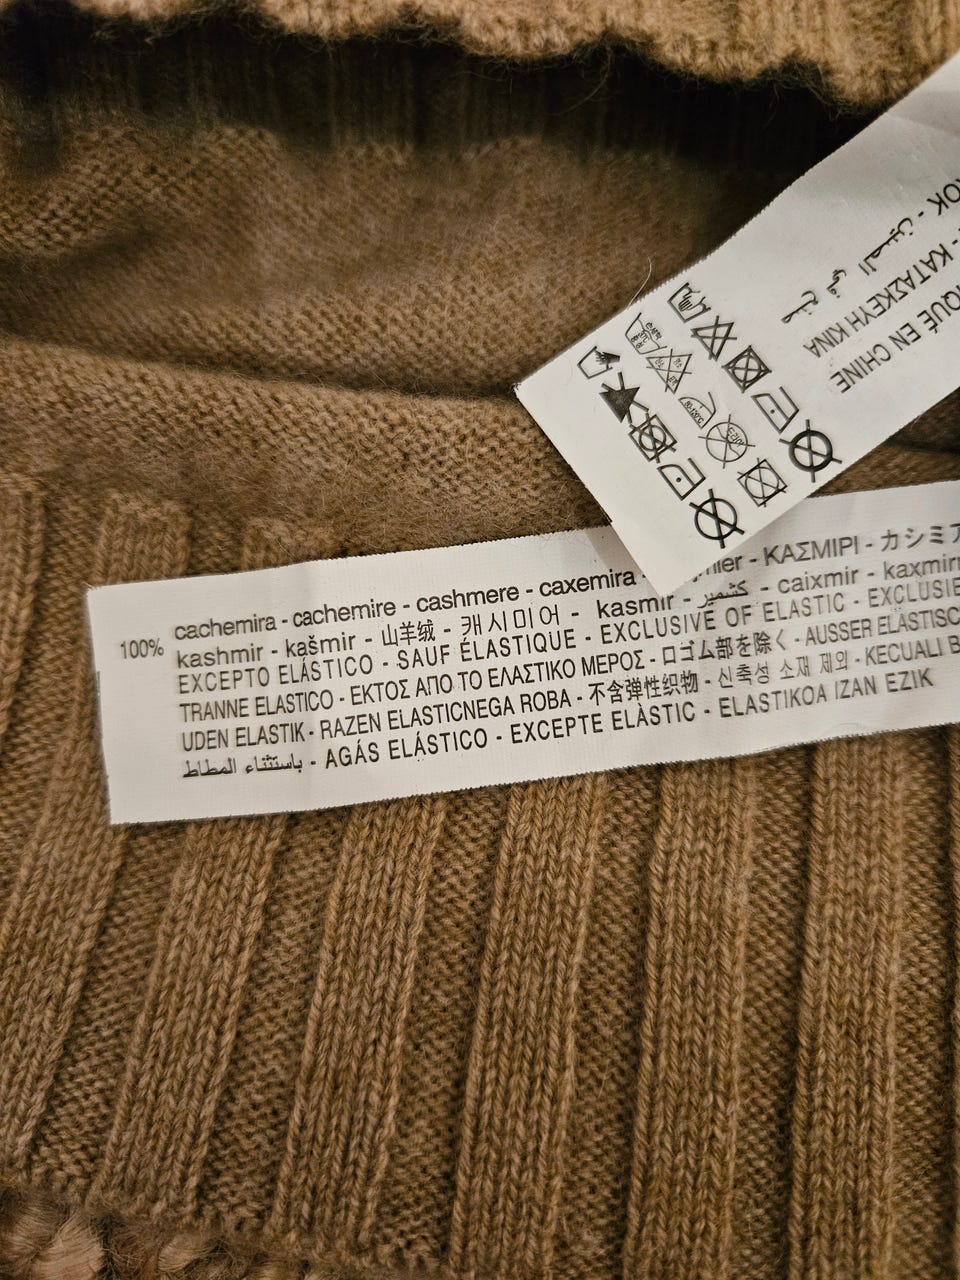 100% cachemira - cachemire - cashmere - caxemira - ΚΑΣΜΙΡΙ - カシミア
kashmir - kašmir - 山羊绒 - 캐시미어 - kasmir - كشمير - caixmir - kaxmir
EXCEPTO ELÁSTICO - SAUF ÉLASTIQUE - EXCLUSIVE OF ELASTIC -
TRANNE ELASTICO - ΕΚΤΟΣ ΑΠΟ ΤΟ ΕΛΑΣΤΙΚΟ ΜΕΡΟΣ - ロゴム部を除く - AUSSER
UDEN ELASTIK - RAZEN ELASTICNEGA ROBA - 不含弹性织物 - 신축성 소재 제외 - KECUALI
باستثناء المطاط - AGÁS ELÁSTICO - EXCEPTE ELÀSTIC - ELASTIKOA IZAN EZIK
صنع في الصين -
ΚΑΤΑΣΚΕΥΗ ΚΙΝΑ
EN CHINE